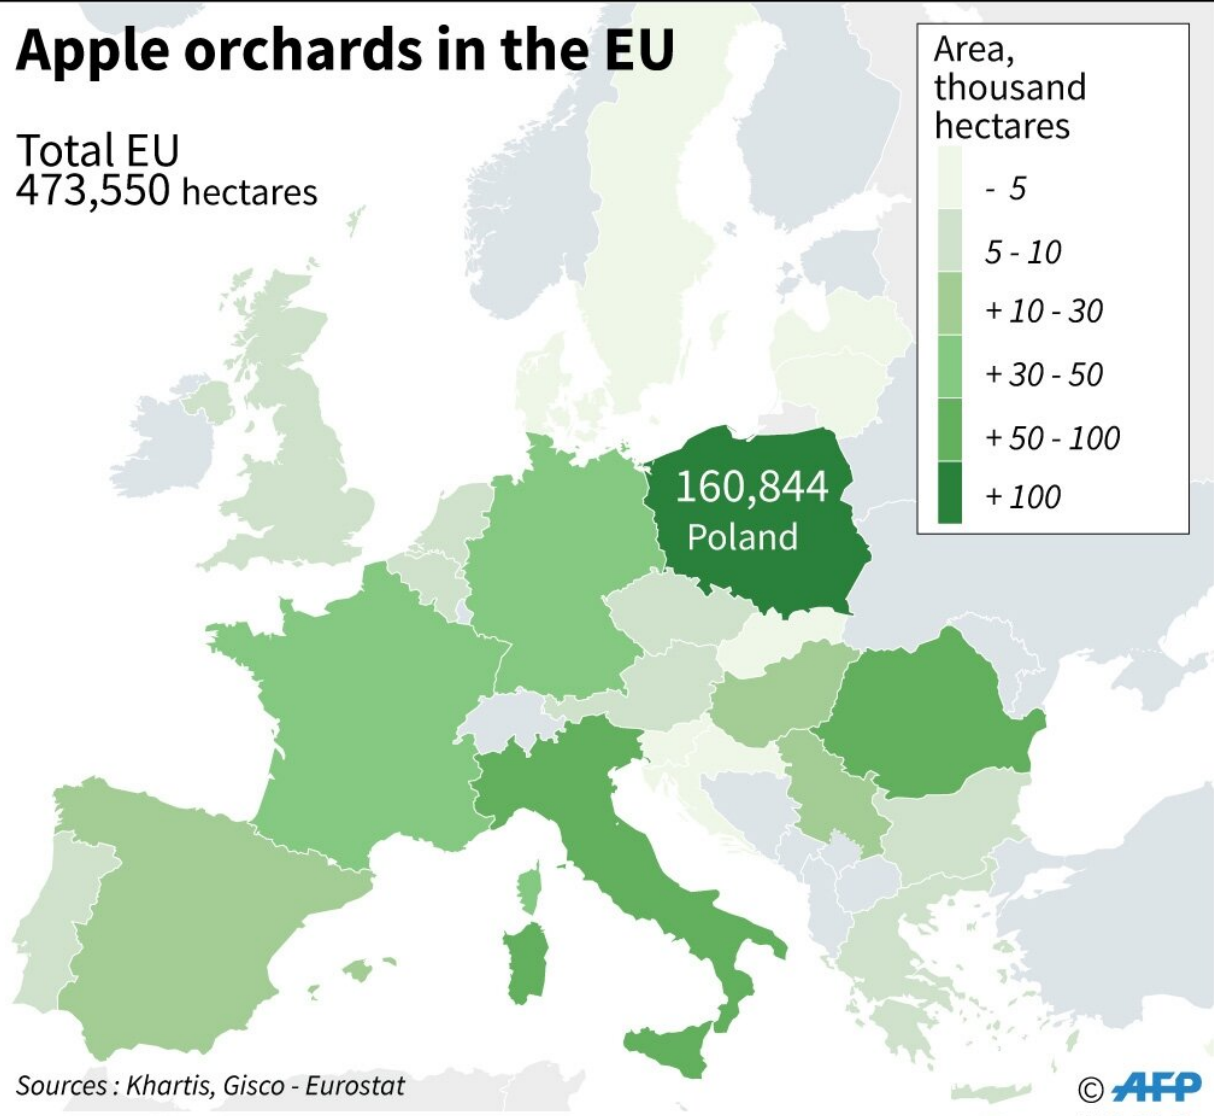 Apple orchards in the EU
Total EU
473,550 hectares
Area,
thousand
hectares
- 5
5 - 10
+ 10 - 30
+ 30 - 50
+ 50 - 100
+ 100
160,844
Poland
Sources : Khartis, Gisco - Eurostat
© AFP